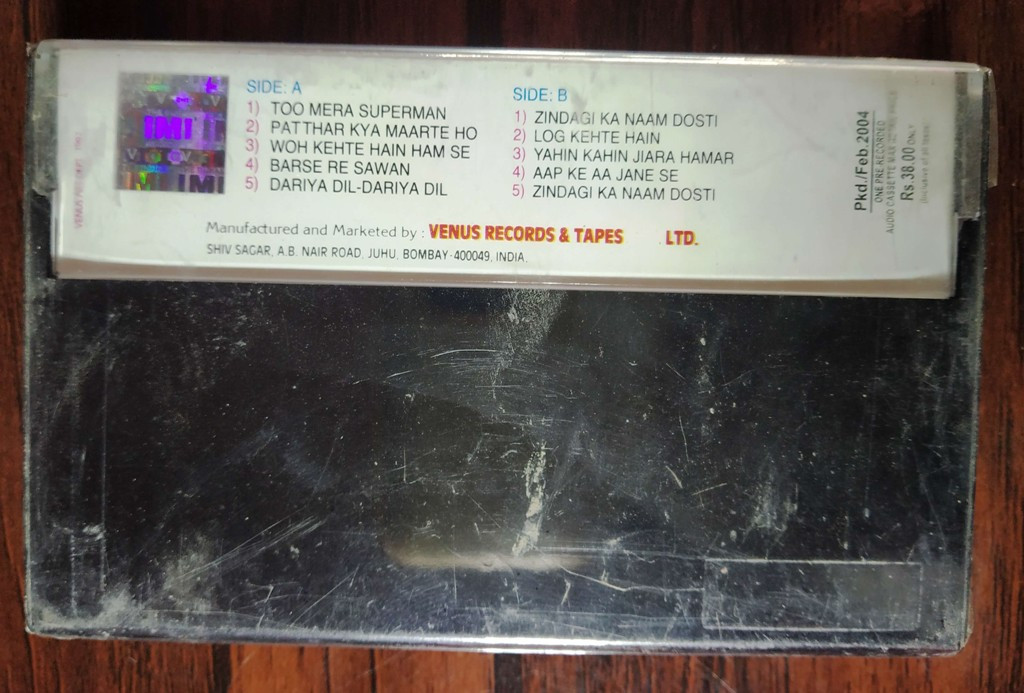 IMI
SIDE: A
1) TOO MERA SUPERMAN
2) PATTHAR KYA MAARTE HO
3) WOH KEHTE HAIN HAM SE
4) BARSE RE SAWAN
5) DARIYA DIL-DARIYA DIL
SIDE: B
1) ZINDAGI KA NAAM DOSTI
2) LOG KEHTE HAIN
3) YAHIN KAHIN JIARA HAMAR
4) AAP KE AA JANE SE
5) ZINDAGI KA NAAM DOSTI
Manufactured and Marketed by : VENUS RECORDS & TAPES LTD.
SHIV SAGAR, A.B. NAIR ROAD, JUHU, BOMBAY-400049, INDIA.
Pkd./Feb 2004
ONE PRE RECORDED
AUDIO CASSETTE MAX
Rs.38.00 ONLY